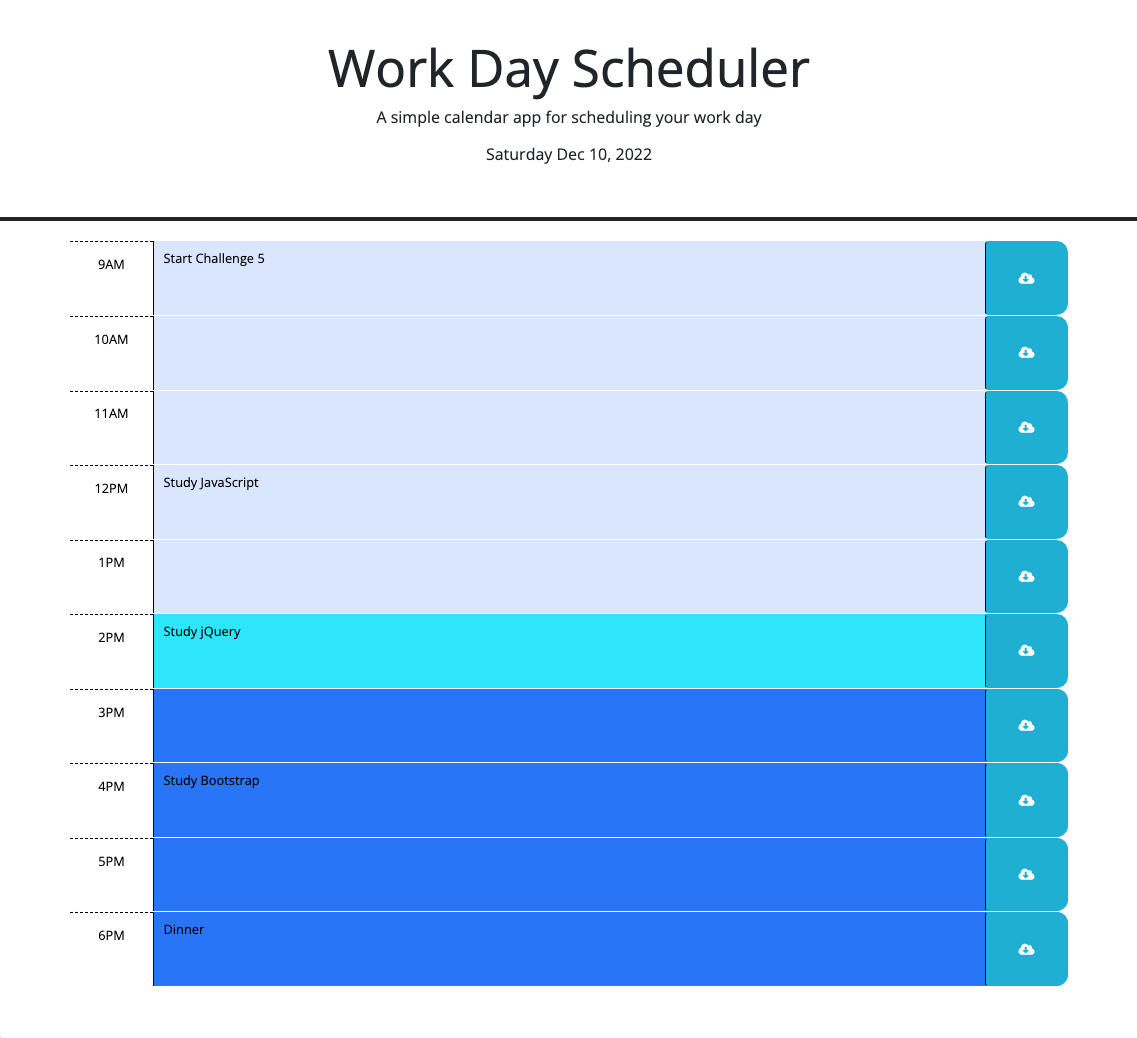 Work Day Scheduler
A simple calendar app for scheduling your work day
Saturday Dec 10, 2022
9AM
Start Challenge 5
10AM
11AM
12PM
Study JavaScript
1PM
2PM
Study jQuery
3PM
4PM
Study Bootstrap
5PM
6PM
Dinner